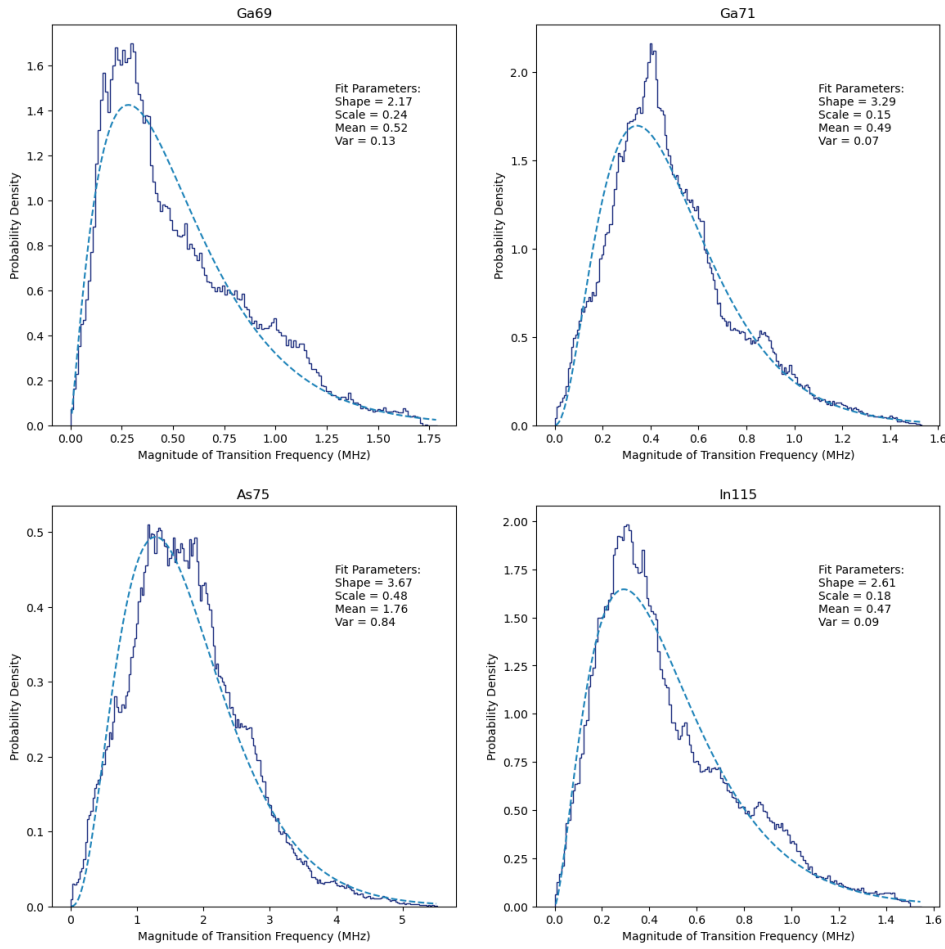 Ga69
Probability Density
1.6
1.4
1.2
1.0
0.8
0.6
0.4
0.2
0.0
Fit Parameters:
Shape = 2.17
Scale = 0.24
Mean = 0.52
Var = 0.13
0.00 0.25 0.50 0.75 1.00 1.25 1.50 1.75
Magnitude of Transition Frequency (MHz)
Ga71
Probability Density
2.0
1.5
1.0
0.5
0.0
Fit Parameters:
Shape = 3.29
Scale = 0.15
Mean = 0.49
Var = 0.07
0.0 0.2 0.4 0.6 0.8 1.0 1.2 1.4 1.6
Magnitude of Transition Frequency (MHz)
As75
Probability Density
0.5
0.4
0.3
0.2
0.1
0.0
Fit Parameters:
Shape = 3.67
Scale = 0.48
Mean = 1.76
Var = 0.84
0 1 2 3 4 5
Magnitude of Transition Frequency (MHz)
In115
Probability Density
2.00
1.75
1.50
1.25
1.00
0.75
0.50
0.25
0.00
Fit Parameters:
Shape = 2.61
Scale = 0.18
Mean = 0.47
Var = 0.09
0.0 0.2 0.4 0.6 0.8 1.0 1.2 1.4 1.6
Magnitude of Transition Frequency (MHz)